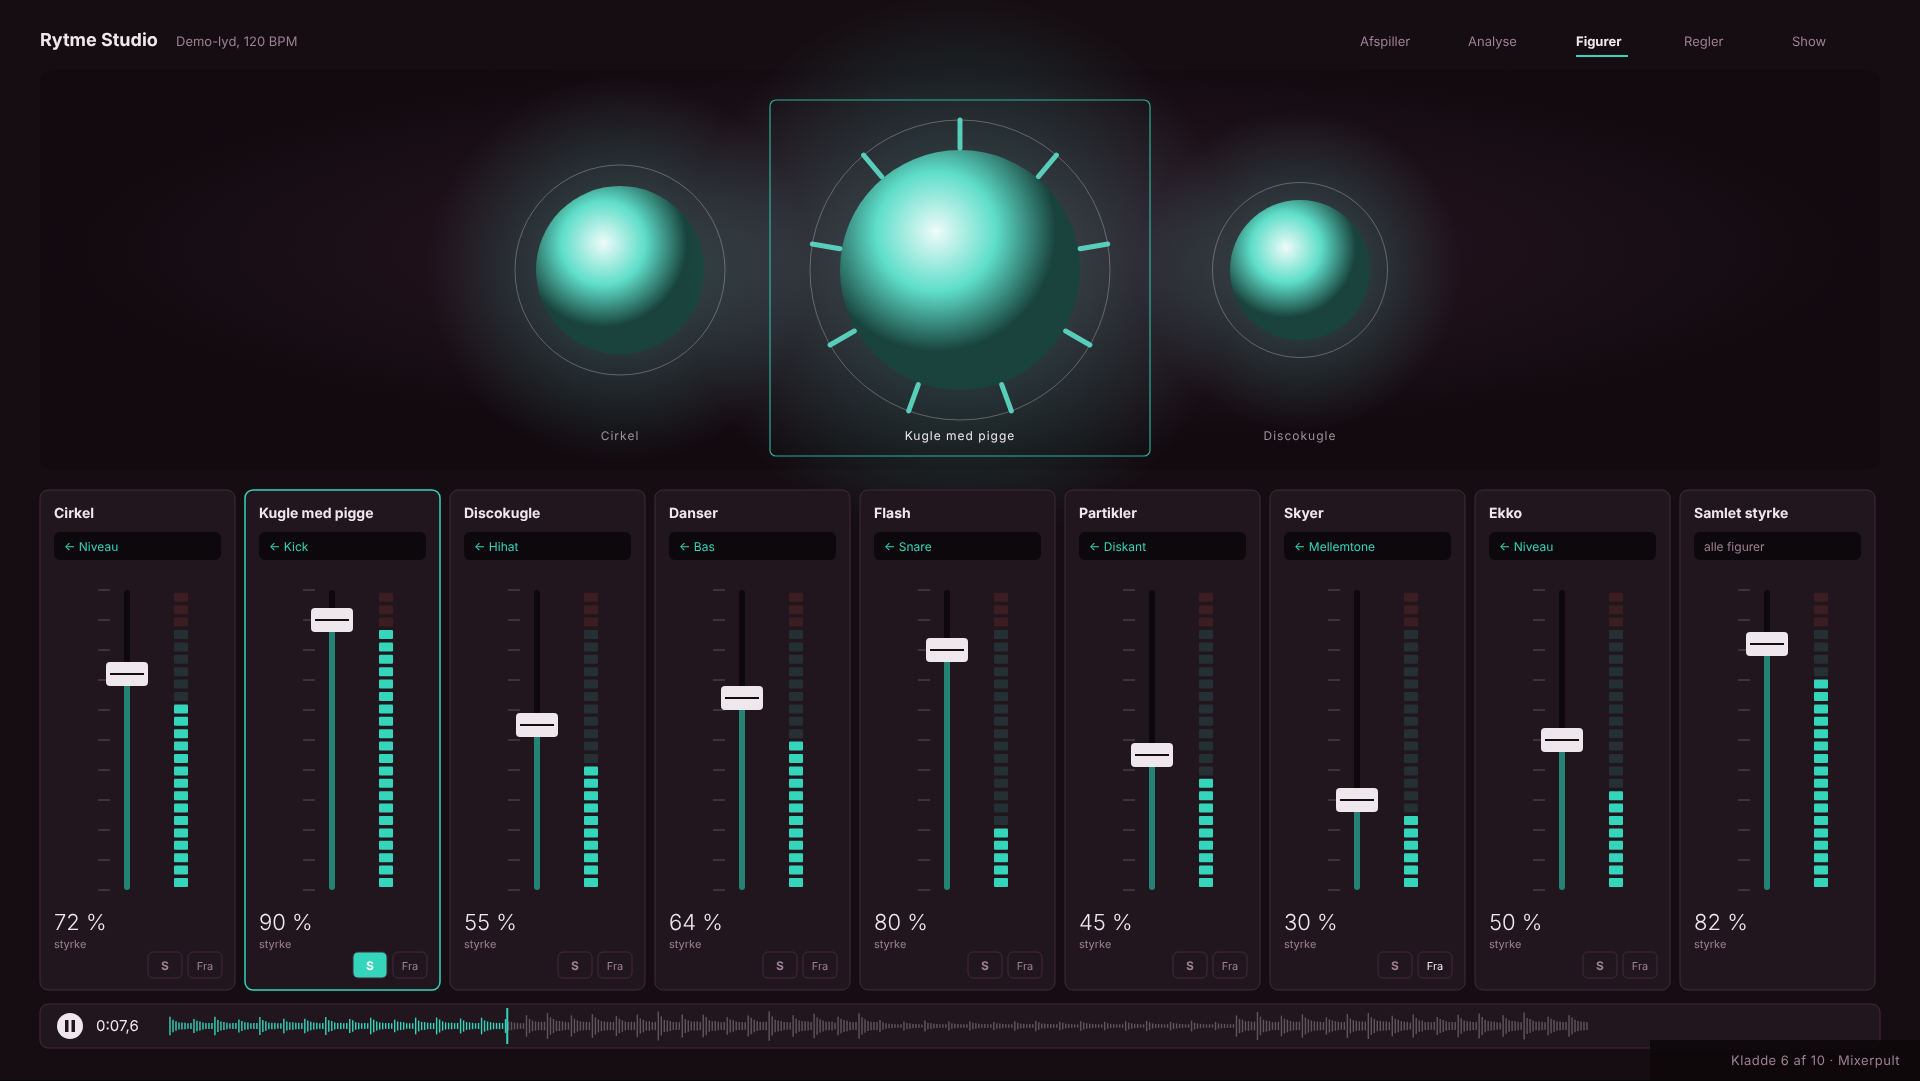 Rytme Studio
Demo-lyd, 120 BPM
Afspiller
Analyse
Figurer
Regler
Show
Cirkel
Kugle med pigge
Discokugle
Cirkel
← Niveau
72 %
styrke
S
Fra
Kugle med pigge
← Kick
90 %
styrke
S
Fra
Discokugle
← Hihat
55 %
styrke
S
Fra
Danser
← Bas
64 %
styrke
S
Fra
Flash
← Snare
80 %
styrke
S
Fra
Partikler
← Diskant
45 %
styrke
S
Fra
Skyer
← Mellemtone
30 %
styrke
S
Fra
Ekko
← Niveau
50 %
styrke
S
Fra
Samlet styrke
alle figurer
82 %
styrke
0:07,6
Kladde 6 af 10 · Mixerpult